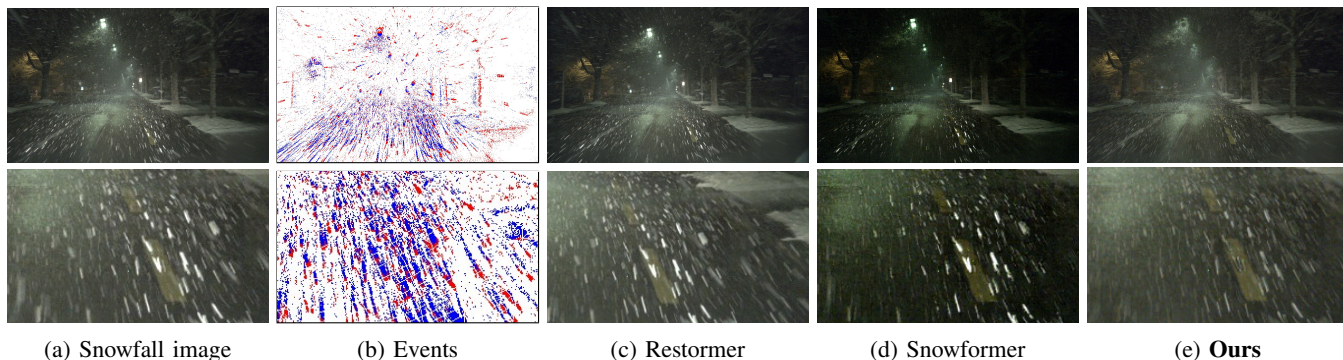 (a) Snowfall image
(b) Events
(c) Restormer
(d) Snowformer
(e) Ours